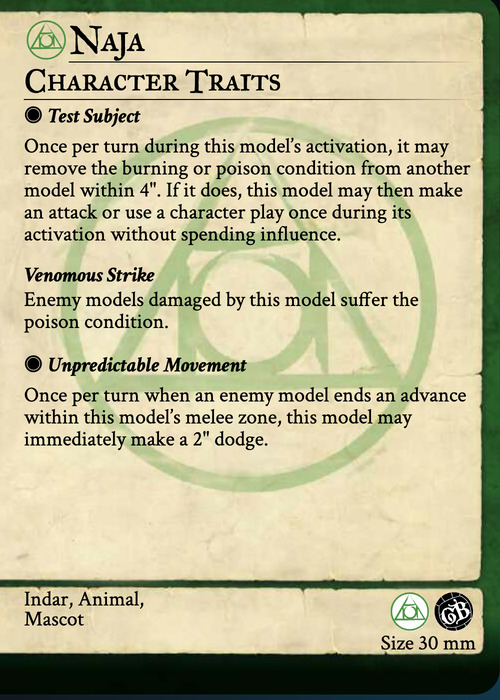 Naja
Character Traits
Test Subject
Once per turn during this model's activation, it may
remove the burning or poison condition from another
model within 4". If it does, this model may then make
an attack or use a character play once during its
activation without spending influence.
Venomous Strike
Enemy models damaged by this model suffer the
poison condition.
Unpredictable Movement
Once per turn when an enemy model ends an advance
within this model's melee zone, this model may
immediately make a 2" dodge.
Indar, Animal,
Mascot
GB
Size 30 mm